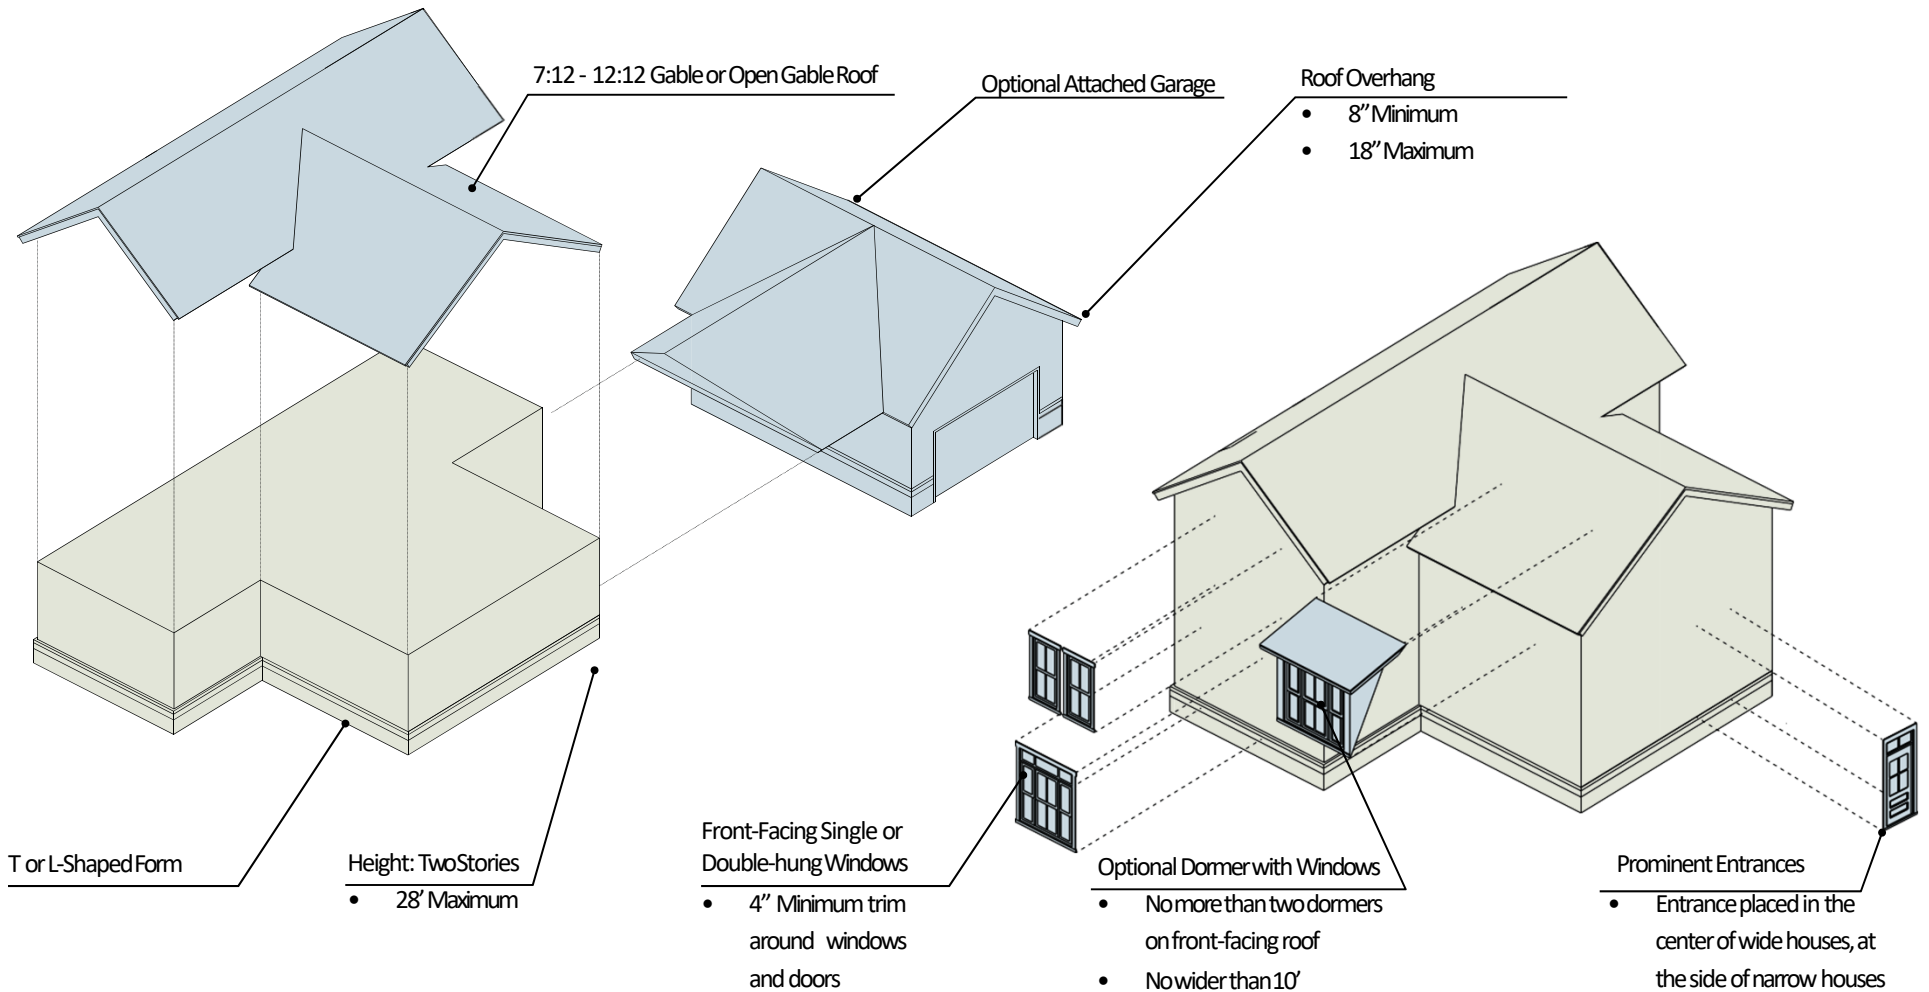 7:12 - 12:12 Gable or Open Gable Roof
Optional Attached Garage
Roof Overhang
• 8” Minimum
• 18” Maximum
T or L-Shaped Form
Height: Two Stories
• 28’ Maximum
Front-Facing Single or
Double-hung Windows
• 4” Minimum trim
around windows
and doors
Optional Dormer with Windows
• No more than two dormers
on front-facing roof
• No wider than 10’
Prominent Entrances
• Entrance placed in the
center of wide houses, at
the side of narrow houses